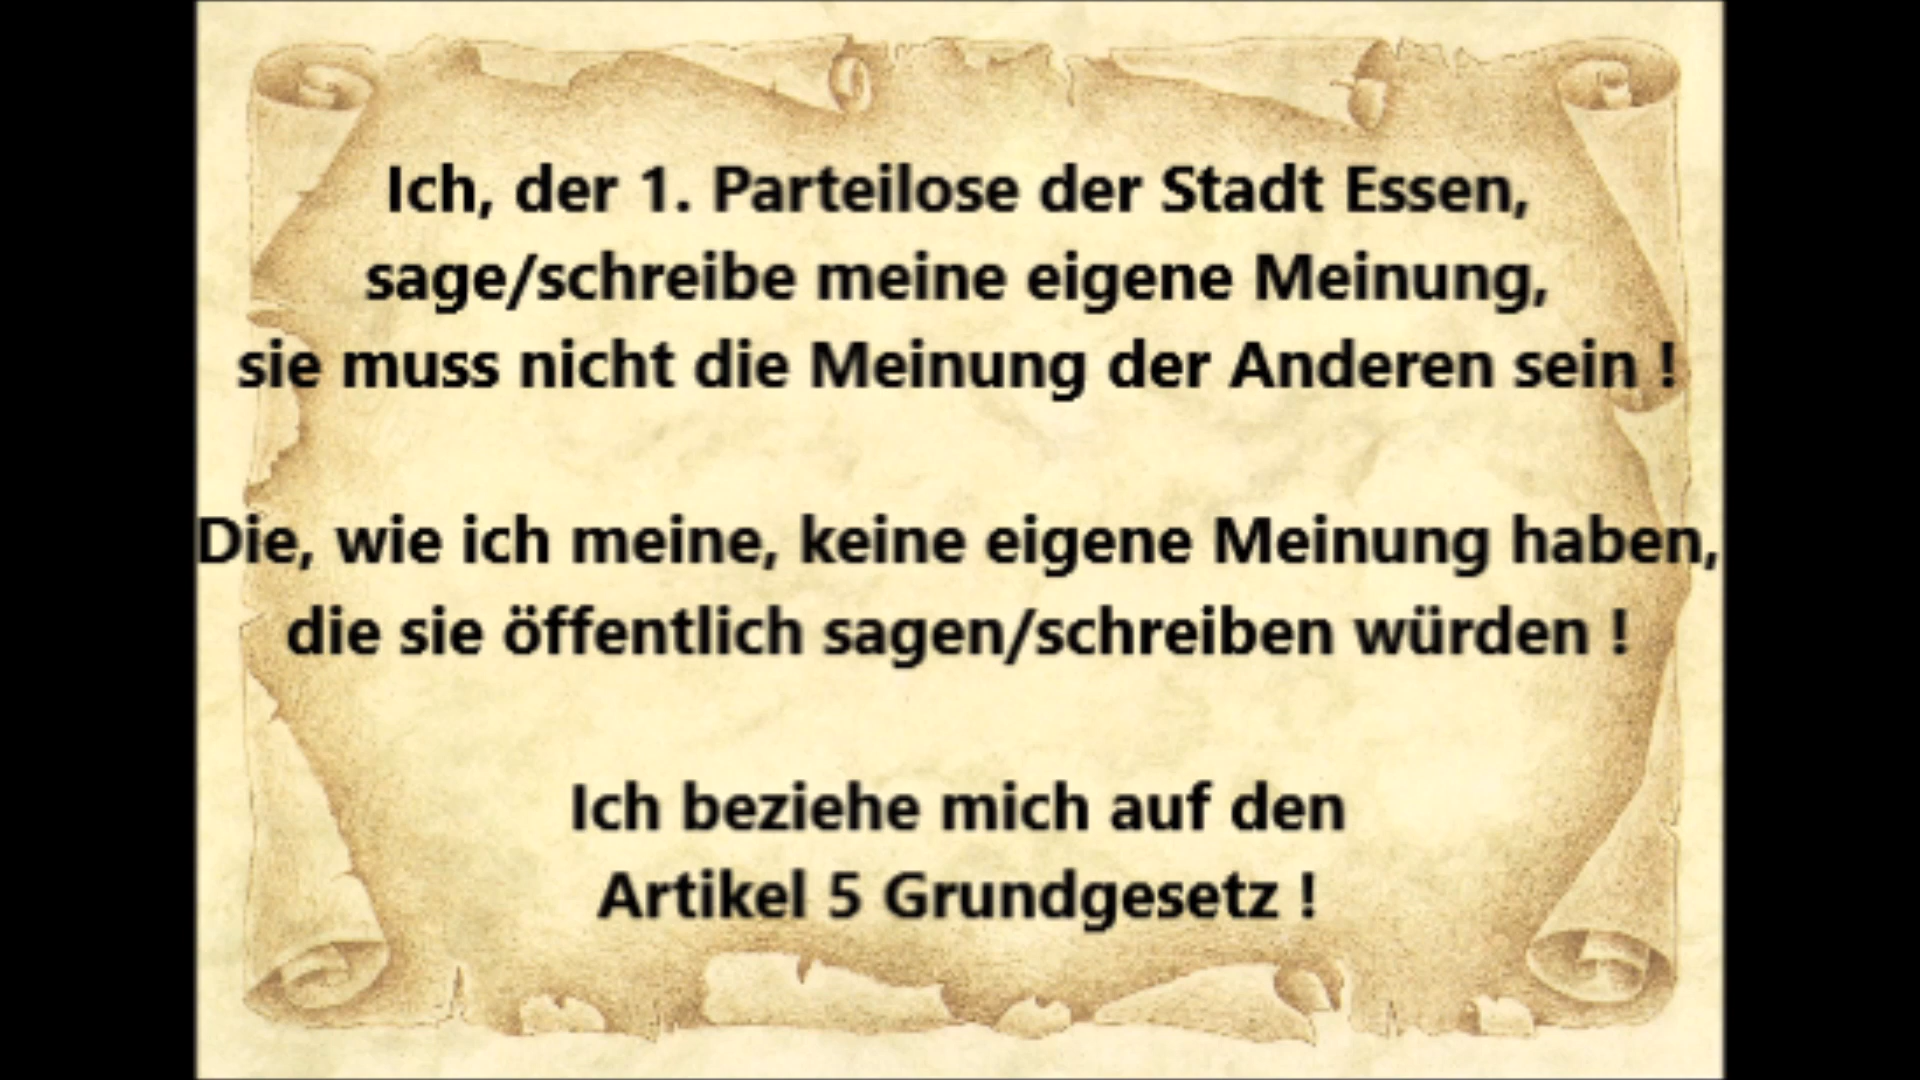 Ich, der 1. Parteilose der Stadt Essen,
sage/schreibe meine eigene Meinung,
sie muss nicht die Meinung der Anderen sein !
Die, wie ich meine, keine eigene Meinung haben,
die sie öffentlich sagen/schreiben würden !
Ich beziehe mich auf den
Artikel 5 Grundgesetz !